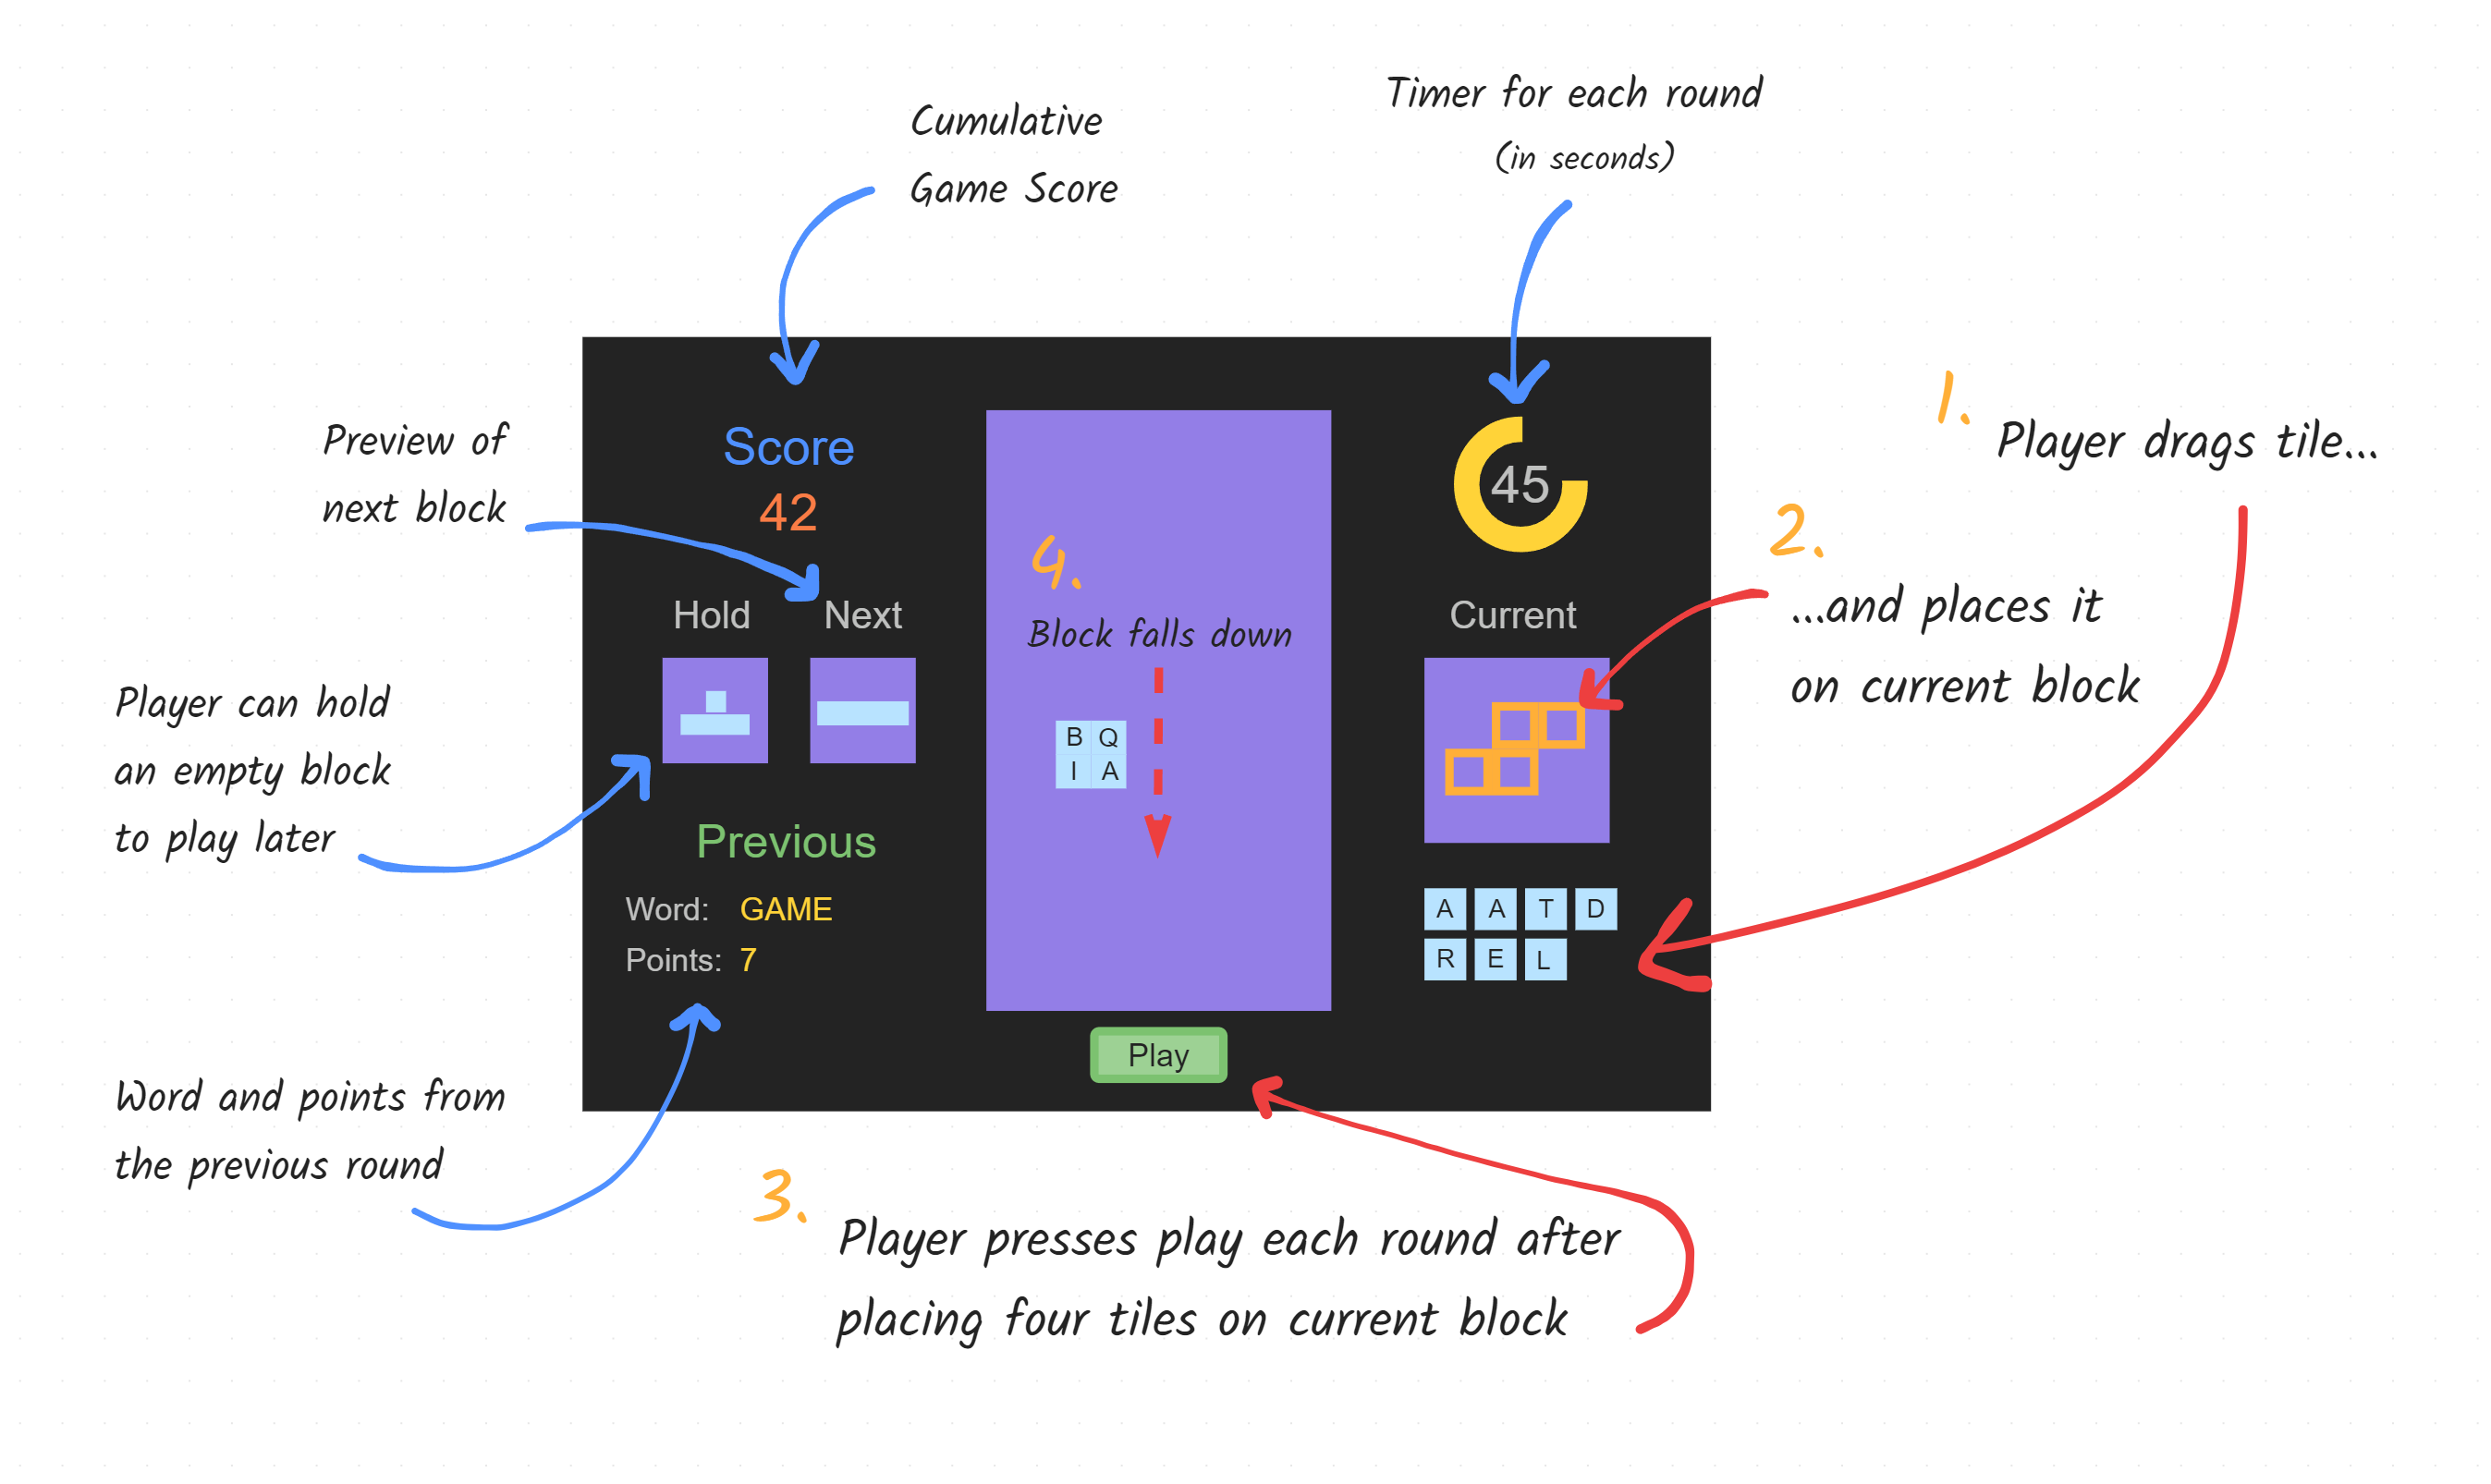 Cumulative
Game Score
Timer for each round
(in seconds)
Preview of
next block
Player can hold
an empty block
to play later
Word and points from
the previous round
Score
42
Hold
Next
Previous
Word: GAME
Points: 7
4.
Block falls down
B Q
I A
Play
45
Current
A A T D
R E L
1.
Player drags tile...
2.
...and places it
on current block
3.
Player presses play each round after
placing four tiles on current block